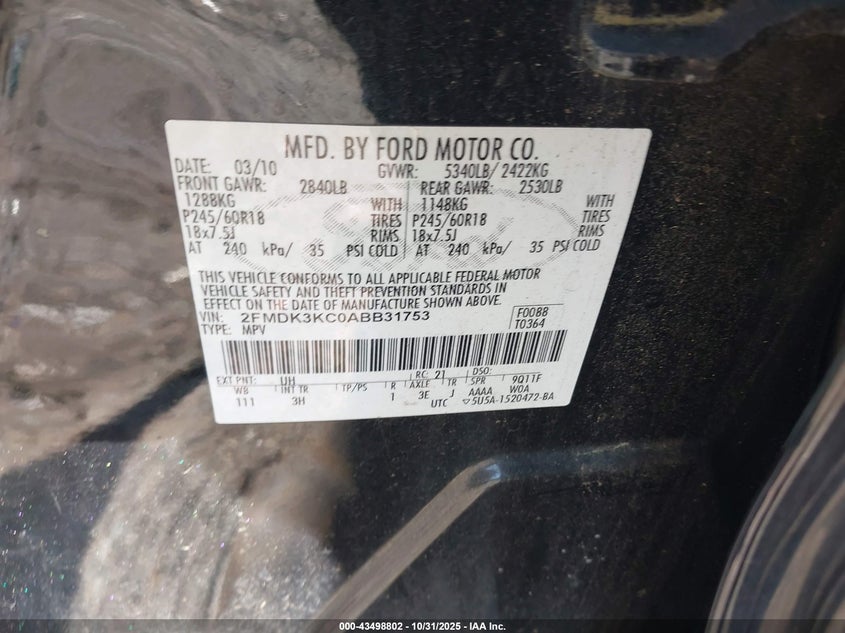 MFD. BY FORD MOTOR CO.
DATE: 03/10 GVWR: 5340LB/ 2422KG
FRONT GAWR: 2840LB REAR GAWR: 2530LB
1288KG WITH 1148KG WITH
P245/60R18 TIRES P245/60R18 TIRES
18x7.5J RIMS 18x7.5J RIMS
AT 240 kPa/ 35 PSI COLD AT 240 kPa/ 35 PSI COLD
THIS VEHICLE CONFORMS TO ALL APPLICABLE FEDERAL MOTOR
VEHICLE SAFETY AND THEFT PREVENTION STANDARDS IN
EFFECT ON THE DATE OF MANUFACTURE SHOWN ABOVE.
VIN: 2FMDK3KC0ABB31753 F0088
TYPE: MPV T0364
EXT PNT: UH RC: 21 DSO:
WB INT TR TP/PS R AXLE TR SPR 9Q11F
111 3H 1 3E J AAAA W0A
UTC ▽5U5A-1520472-BA
000-43498802 - 10/31/2025 - IAA Inc.